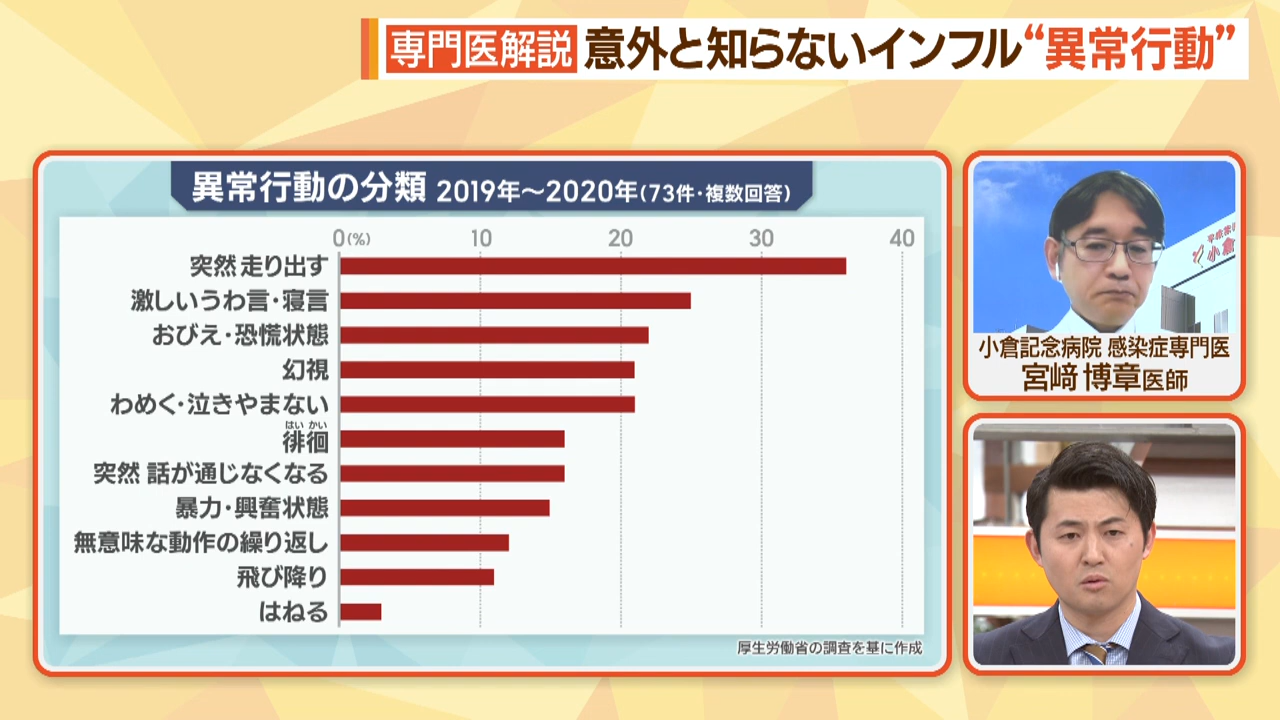 専門医解説 意外と知らないインフル“異常行動”
異常行動の分類 2019年～2020年(73件・複数回答)
0(%) 10 20 30 40
突然 走り出す
激しいうわ言・寝言
おびえ・恐慌状態
幻視
わめく・泣きやまない
はいかい
徘徊
突然 話が通じなくなる
暴力・興奮状態
無意味な動作の繰り返し
飛び降り
はねる
厚生労働省の調査を基に作成
小倉
小倉記念病院 感染症専門医
宮﨑 博章医師